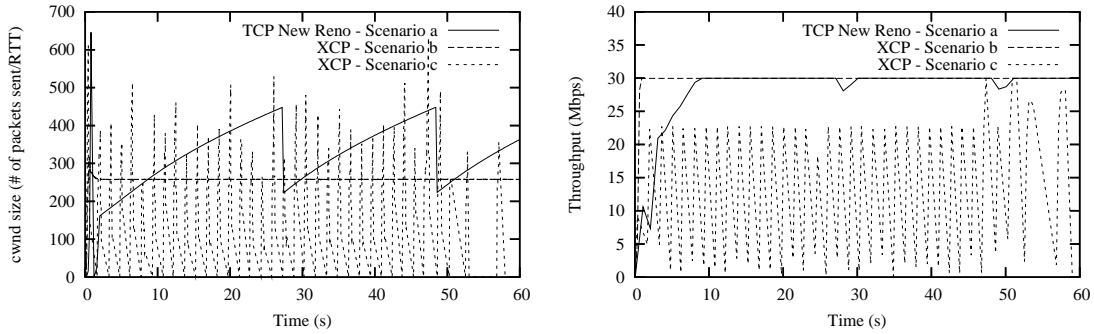 cwnd size (# of packets sent/RTT)
700
600
500
400
300
200
100
0
TCP New Reno - Scenario a
XCP - Scenario b
XCP - Scenario c
0 10 20 30 40 50 60
Time (s)
Throughput (Mbps)
40
35
30
25
20
15
10
5
0
TCP New Reno - Scenario a
XCP - Scenario b
XCP - Scenario c
0 10 20 30 40 50 60
Time (s)